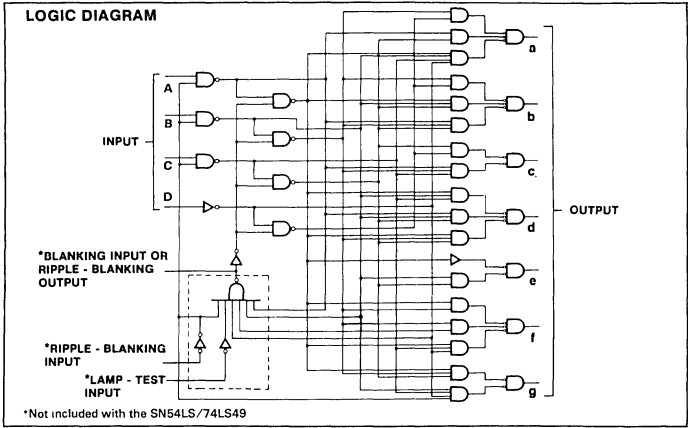 LOGIC DIAGRAM
A
B
INPUT
C
D
a
b
c.
d
e
f
g
OUTPUT
*BLANKING INPUT OR
RIPPLE - BLANKING
OUTPUT
*RIPPLE - BLANKING
INPUT
*LAMP - TEST
INPUT
*Not included with the SN54LS/74LS49